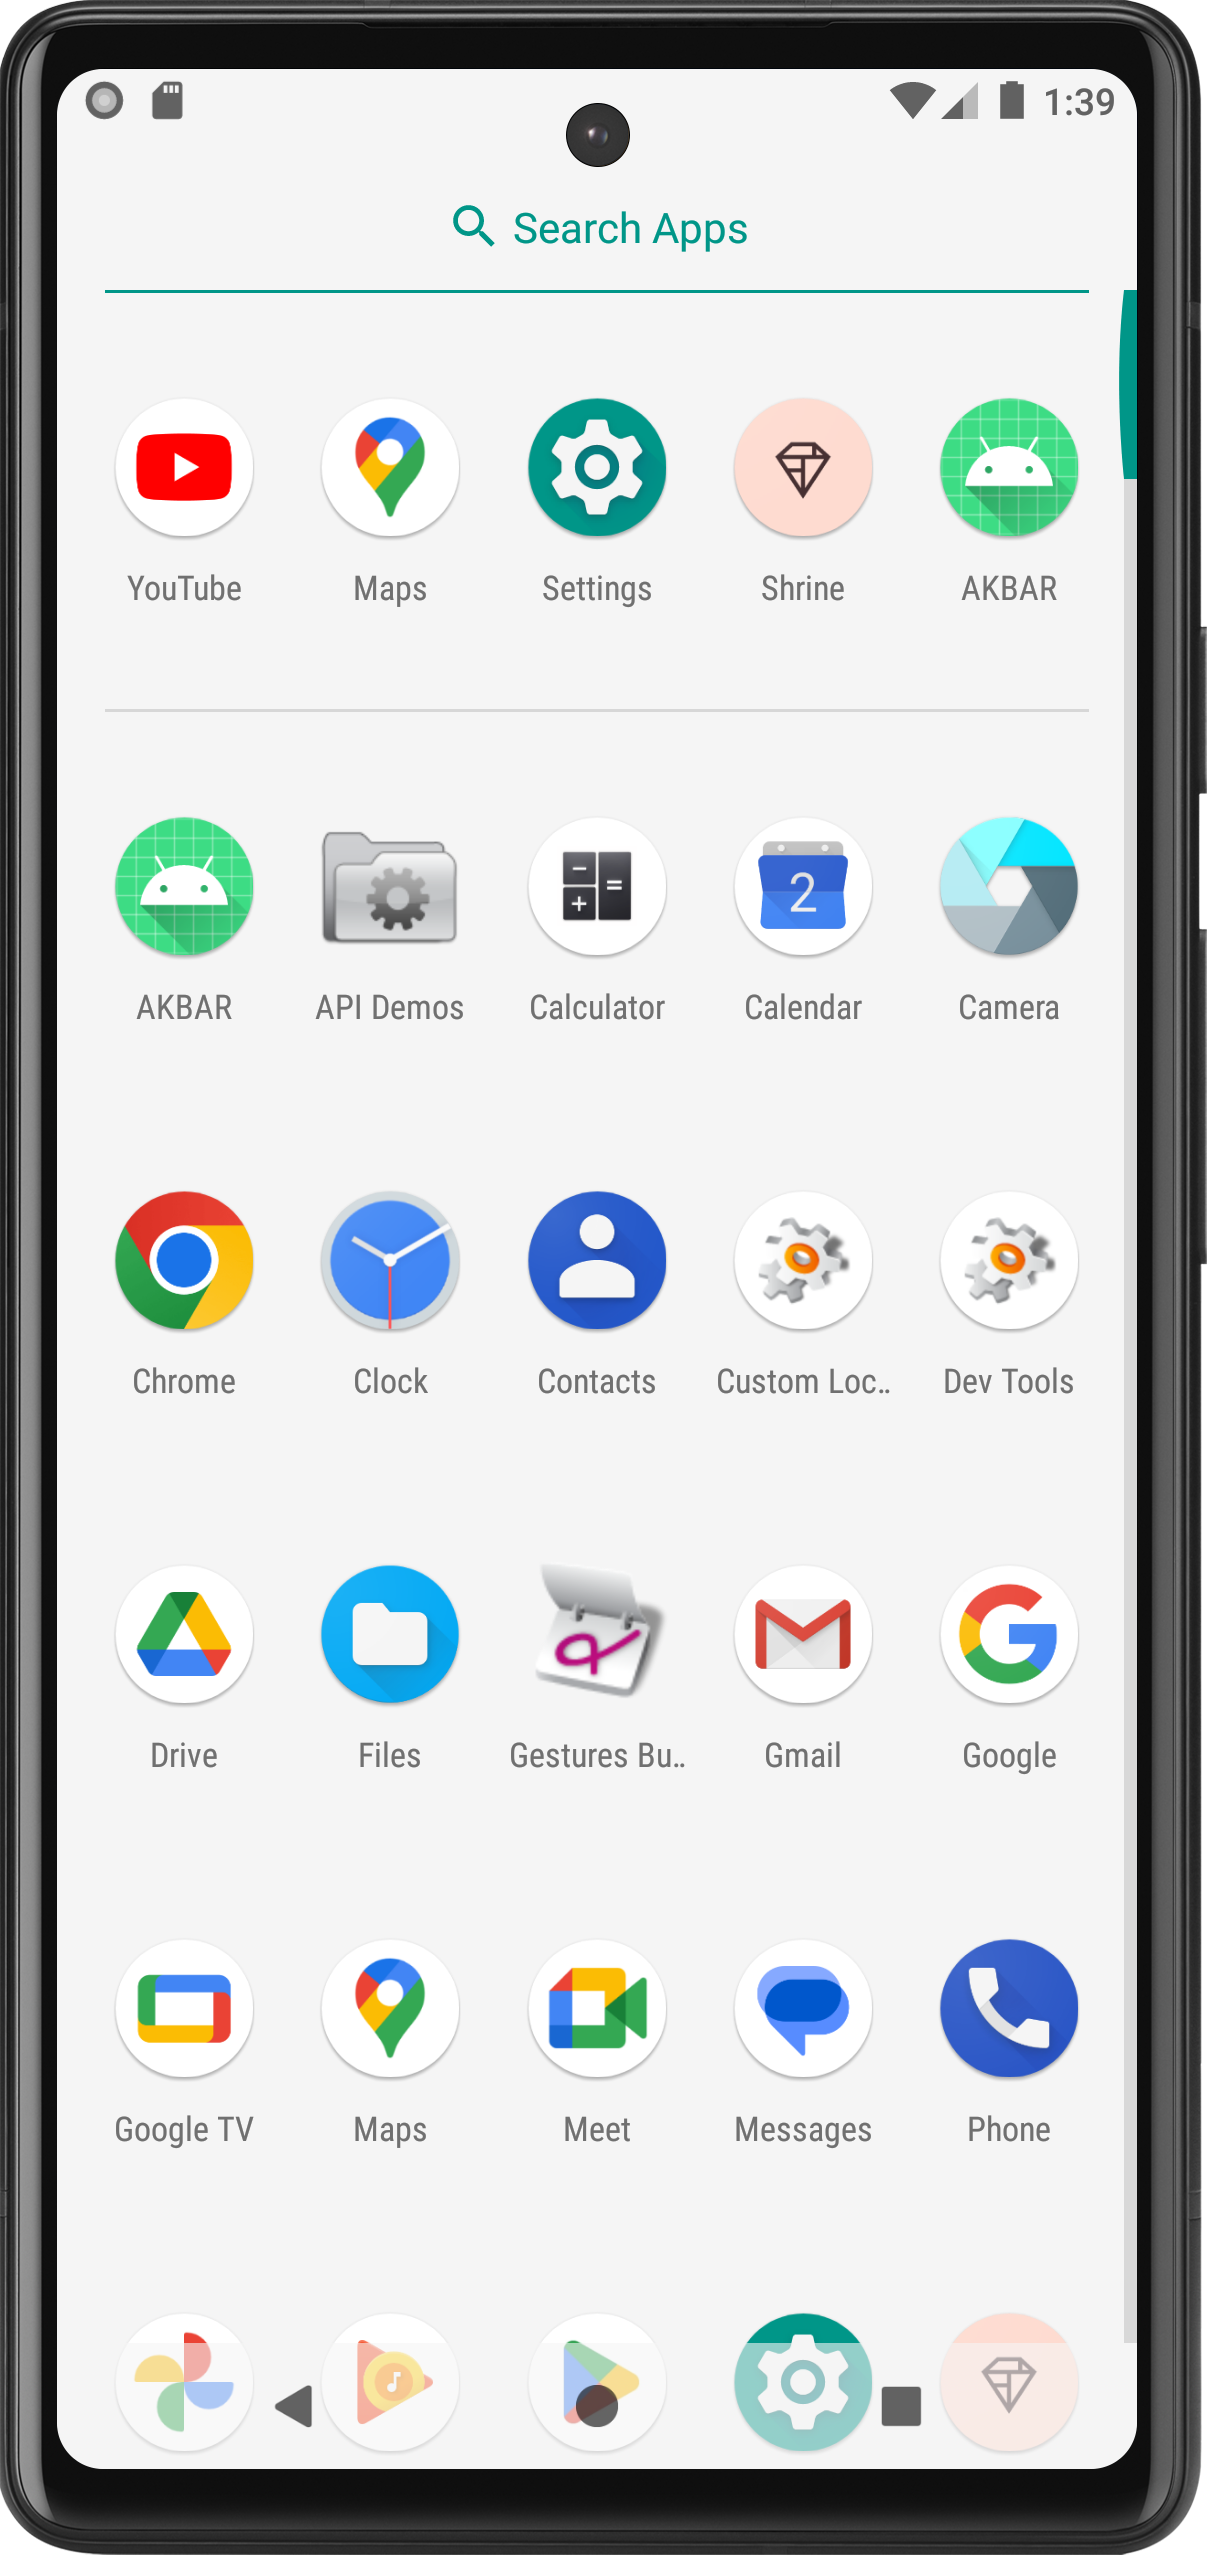 1:39
Search Apps
YouTube Maps Settings Shrine AKBAR
2
AKBAR API Demos Calculator Calendar Camera
Chrome Clock Contacts Custom Loc.. Dev Tools
Drive Files Gestures Bu.. Gmail Google
Google TV Maps Meet Messages Phone